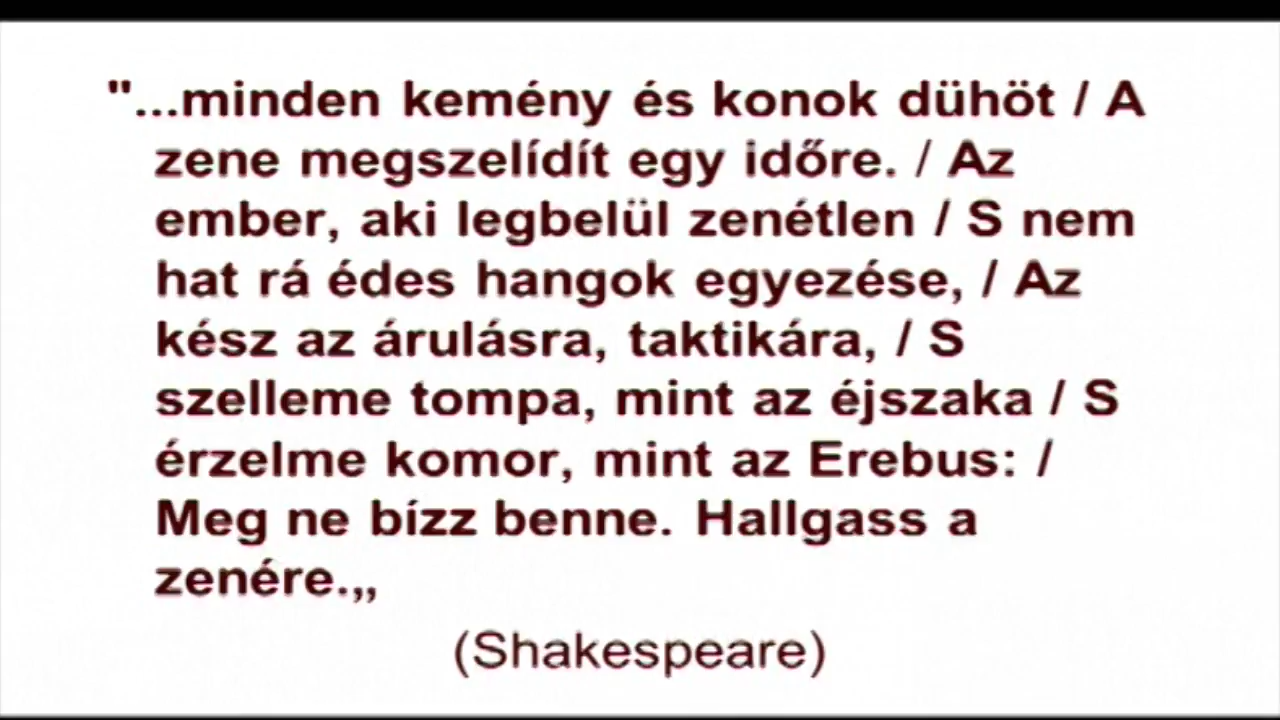 "...minden kemény és konok dühöt / A
zene megszelídít egy időre. / Az
ember, aki legbelül zenétlen / S nem
hat rá édes hangok egyezése, / Az
kész az árulásra, taktikára, / S
szelleme tompa, mint az éjszaka / S
érzelme komor, mint az Erebus: /
Meg ne bízz benne. Hallgass a
zenére.„
(Shakespeare)